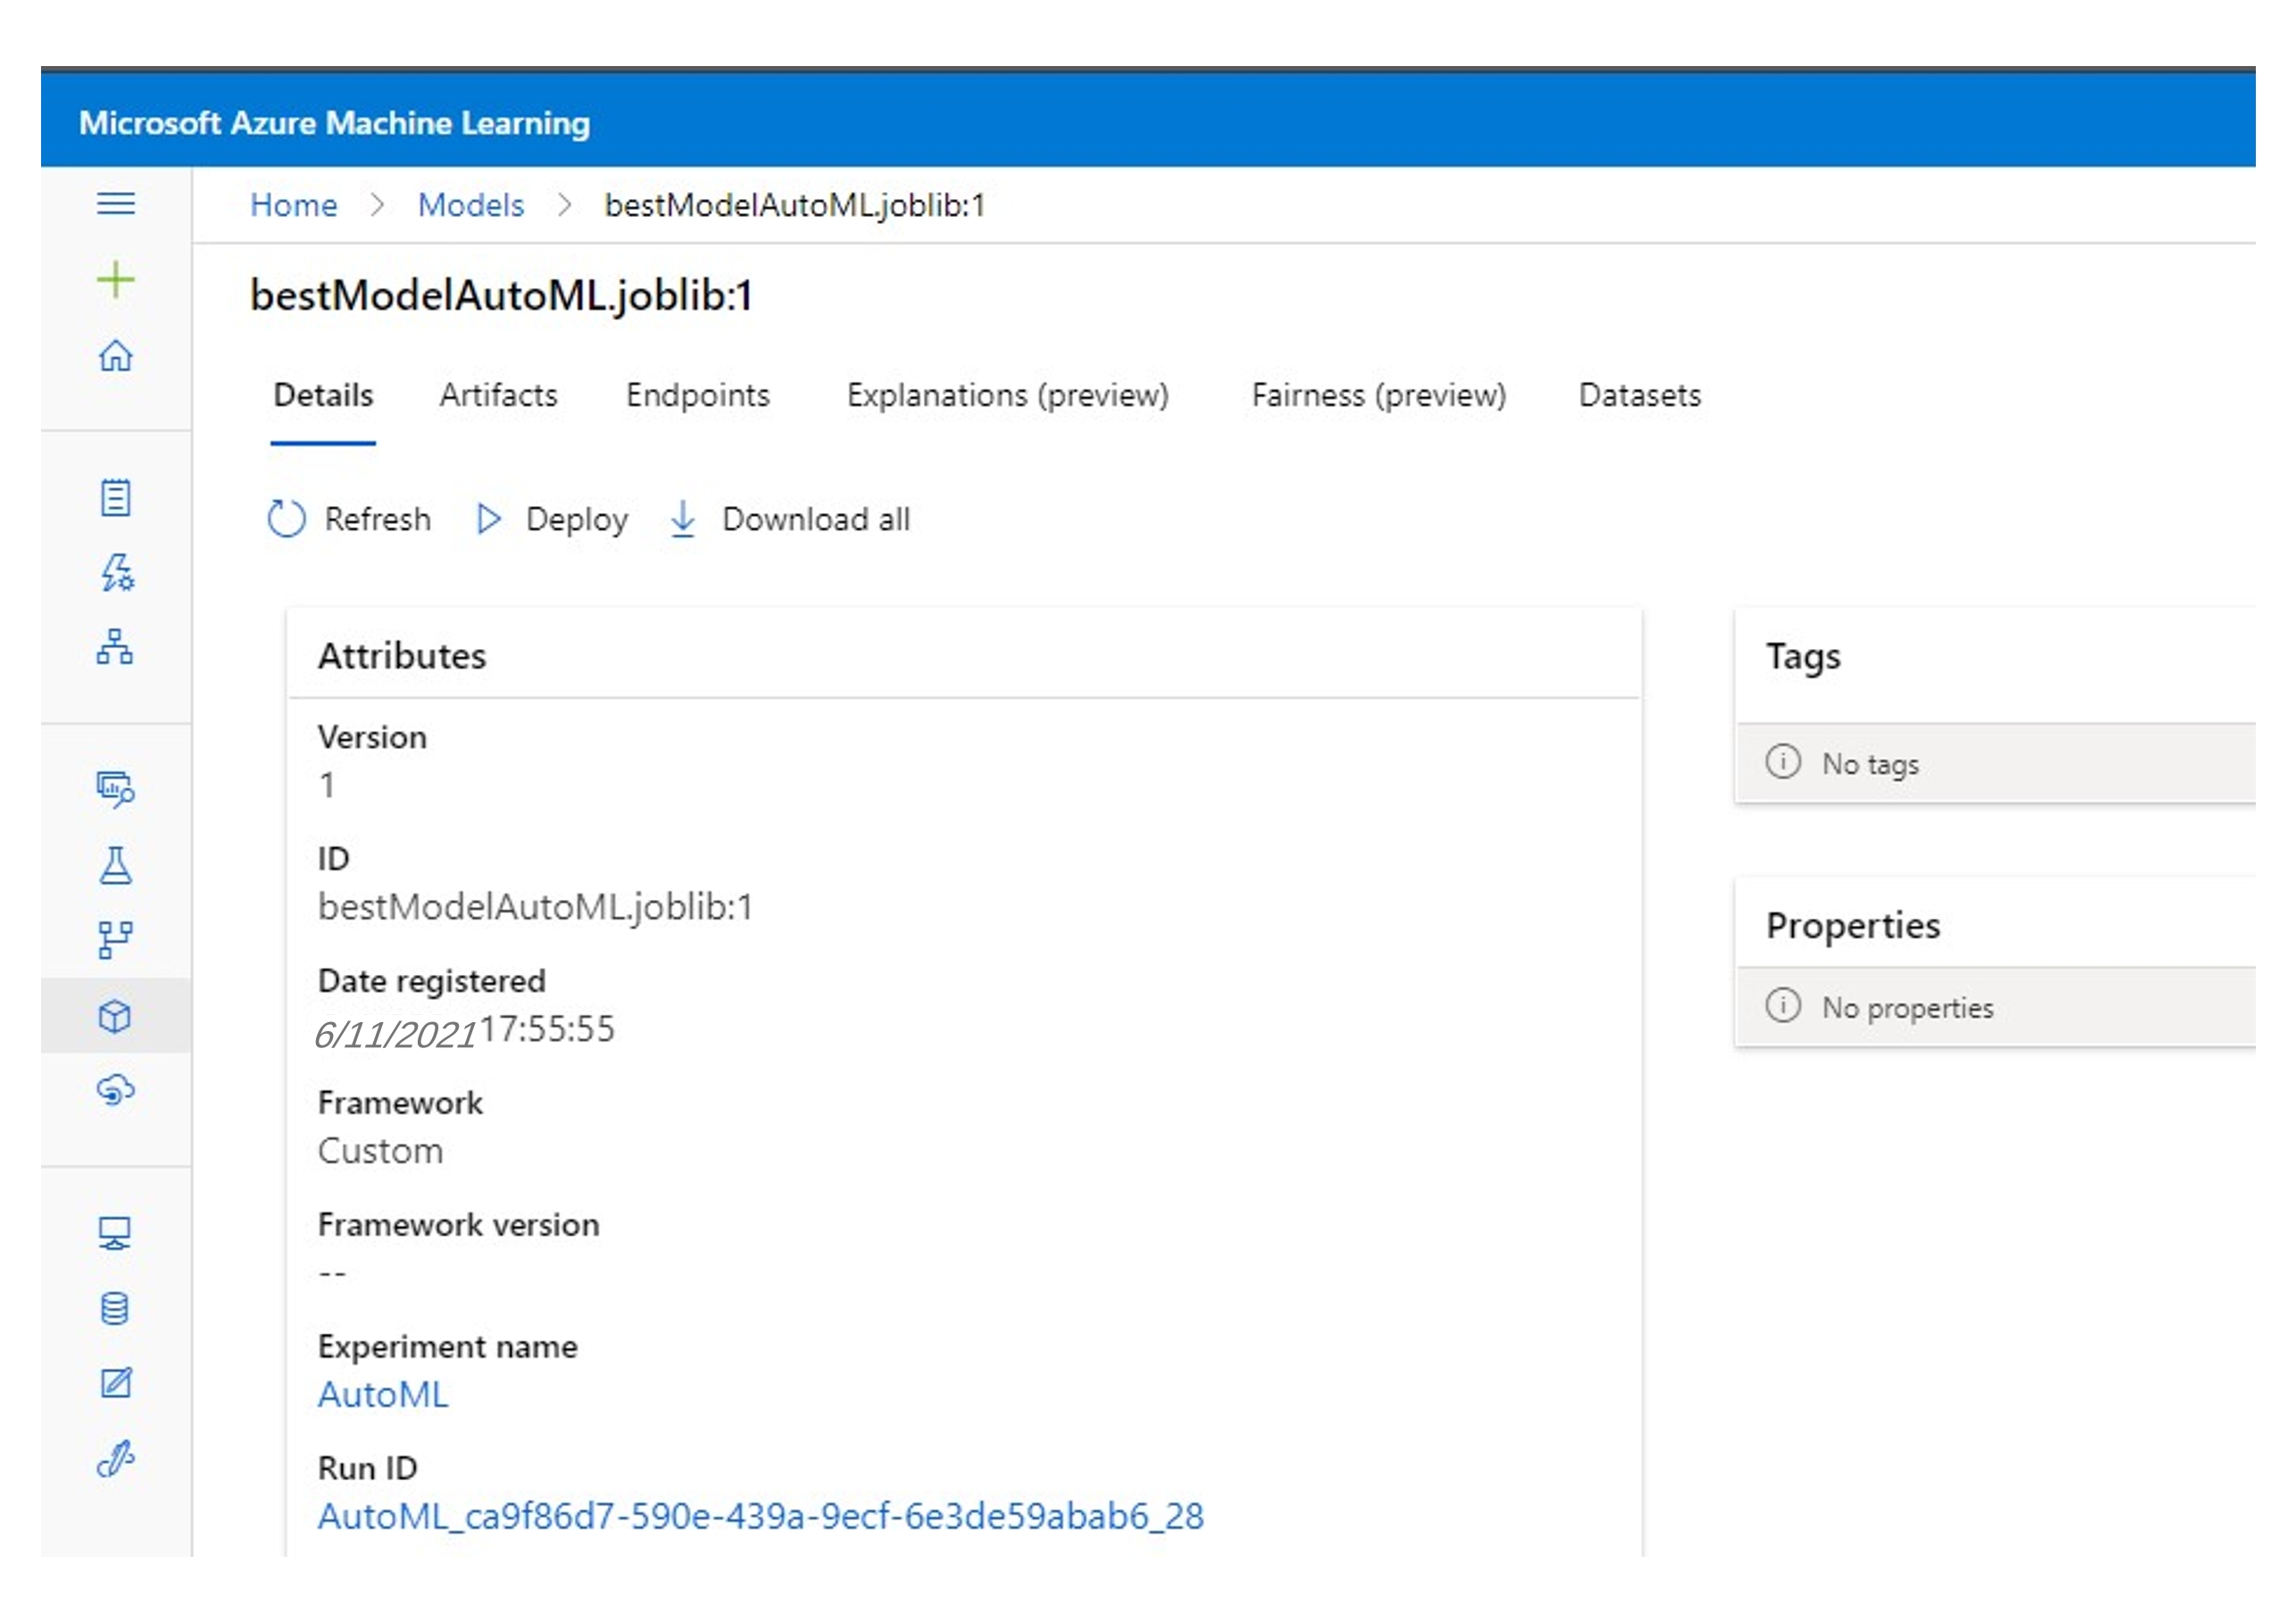 Microsoft Azure Machine Learning
Home > Models > bestModelAutoML.joblib:1
bestModelAutoML.joblib:1
Details Artifacts Endpoints Explanations (preview) Fairness (preview) Datasets
Refresh Deploy Download all
Attributes
Version
1
ID
bestModelAutoML.joblib:1
Date registered
6/11/2021 17:55:55
Framework
Custom
Framework version
--
Experiment name
AutoML
Run ID
AutoML_ca9f86d7-590e-439a-9ecf-6e3de59abab6_28
Tags
No tags
Properties
No properties